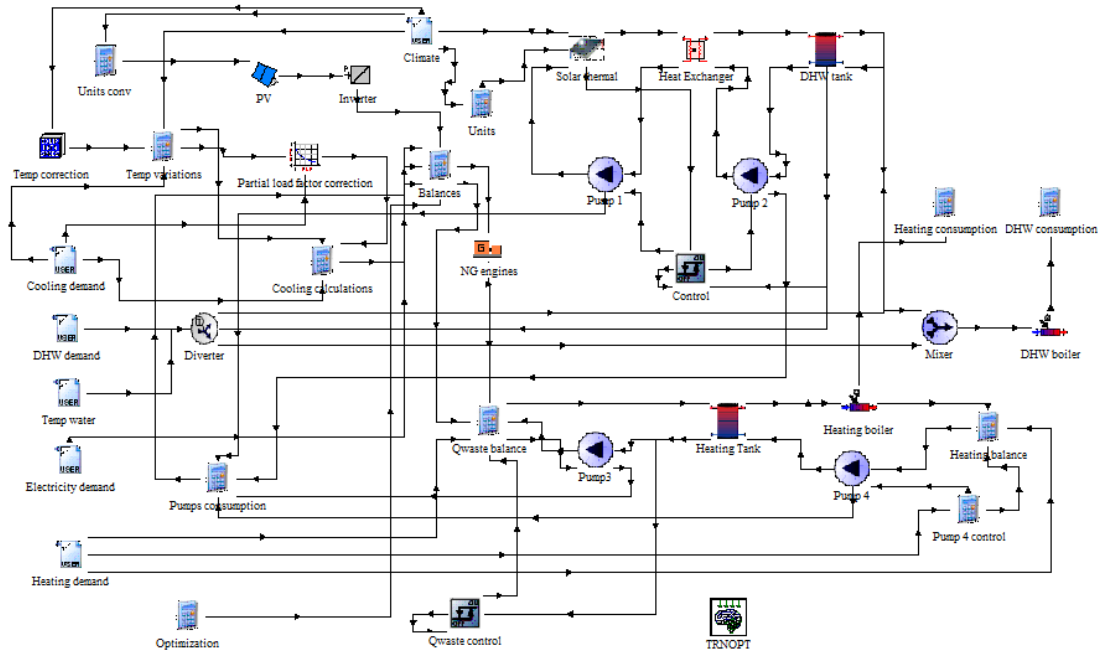 Climate
Units conv
PV
Inverter
Units
Solar thermal
Heat Exchanger
DHW tank
Temp correction
Temp variations
Partial load factor correction
Balances
Pump 1
Pump 2
Heating consumption
DHW consumption
NG engines
Cooling demand
Cooling calculations
Control
DHW demand
Diverter
Mixer
DHW boiler
Temp water
Heating boiler
Qwaste balance
Heating Tank
Heating balance
Electricity demand
Pump3
Pumps consumption
Pump 4
Pump 4 control
Heating demand
Optimization
Qwaste control
TRNOPT